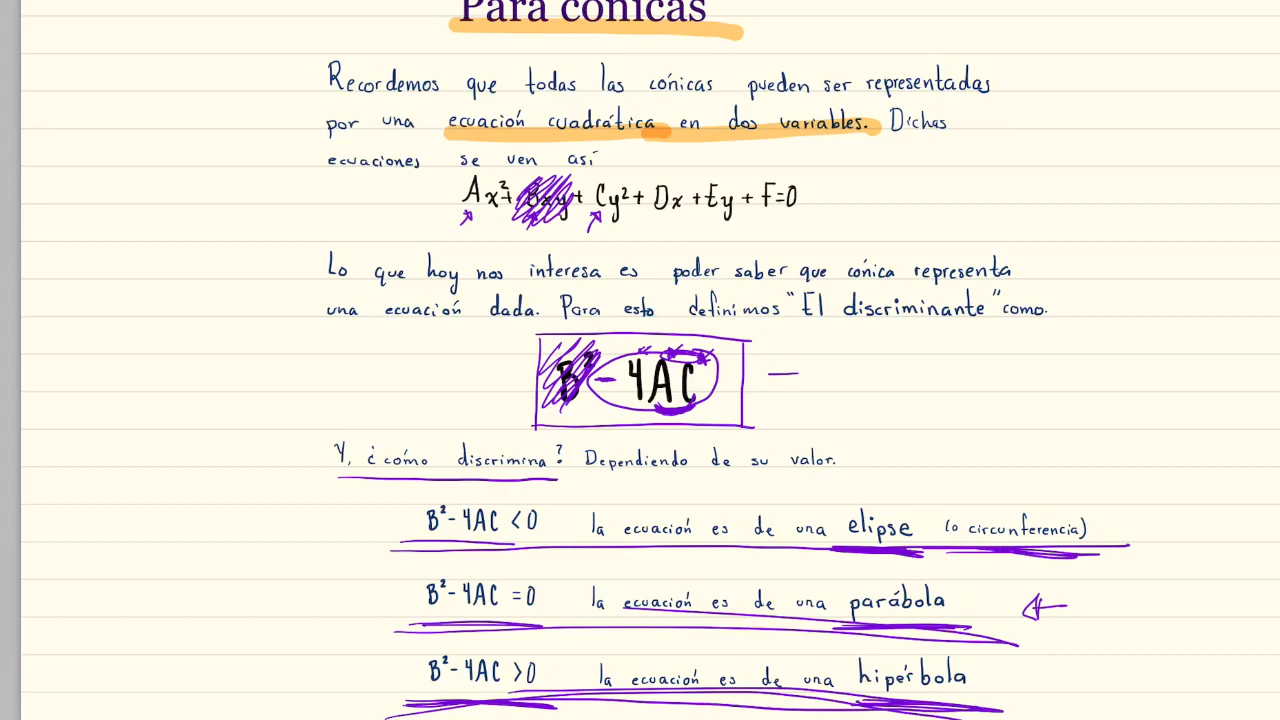 Para cónicas
Recordemos que todas las cónicas pueden ser representadas
por una ecuación cuadrática en dos variables. Dichas
ecuaciones se ven así
Ax²+ Bxy + Cy² + Dx + Ey + F=0
Lo que hoy nos interesa es poder saber que cónica representa
una ecuación dada. Para esto definimos "El discriminante" como.
B² - 4AC
Y, ¿cómo discrimina? Dependiendo de su valor.
B² - 4AC < 0 la ecuación es de una elipse (o circunferencia)
B² - 4AC = 0 la ecuación es de una parábola
B² - 4AC > 0 la ecuación es de una hipérbola